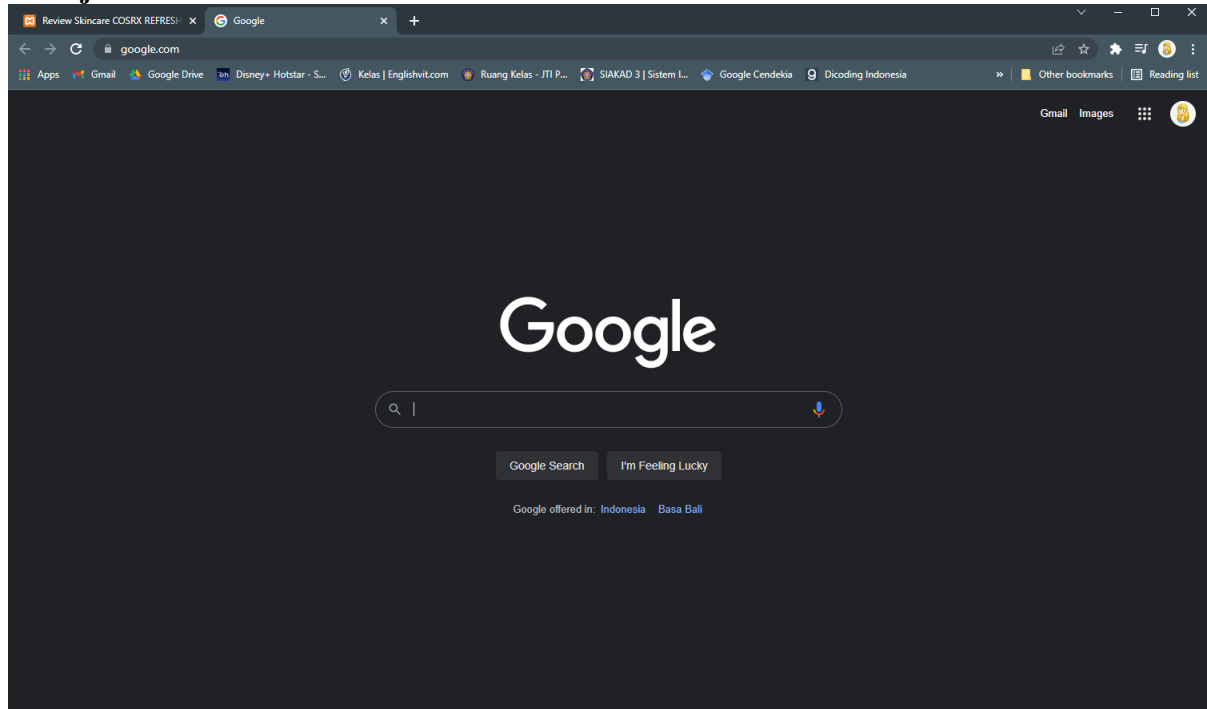 Review Skincare COSRX REFRESH
Google
google.com
Apps Gmail Google Drive Disney+ Hotstar - S... Kelas | Englishvit.com Ruang Kelas - JTI P... SIAKAD 3 | Sistem I... Google Cendekia Dicoding Indonesia » Other bookmarks Reading list
Gmail Images
Google
Google Search I'm Feeling Lucky
Google offered in: Indonesia Basa Bali